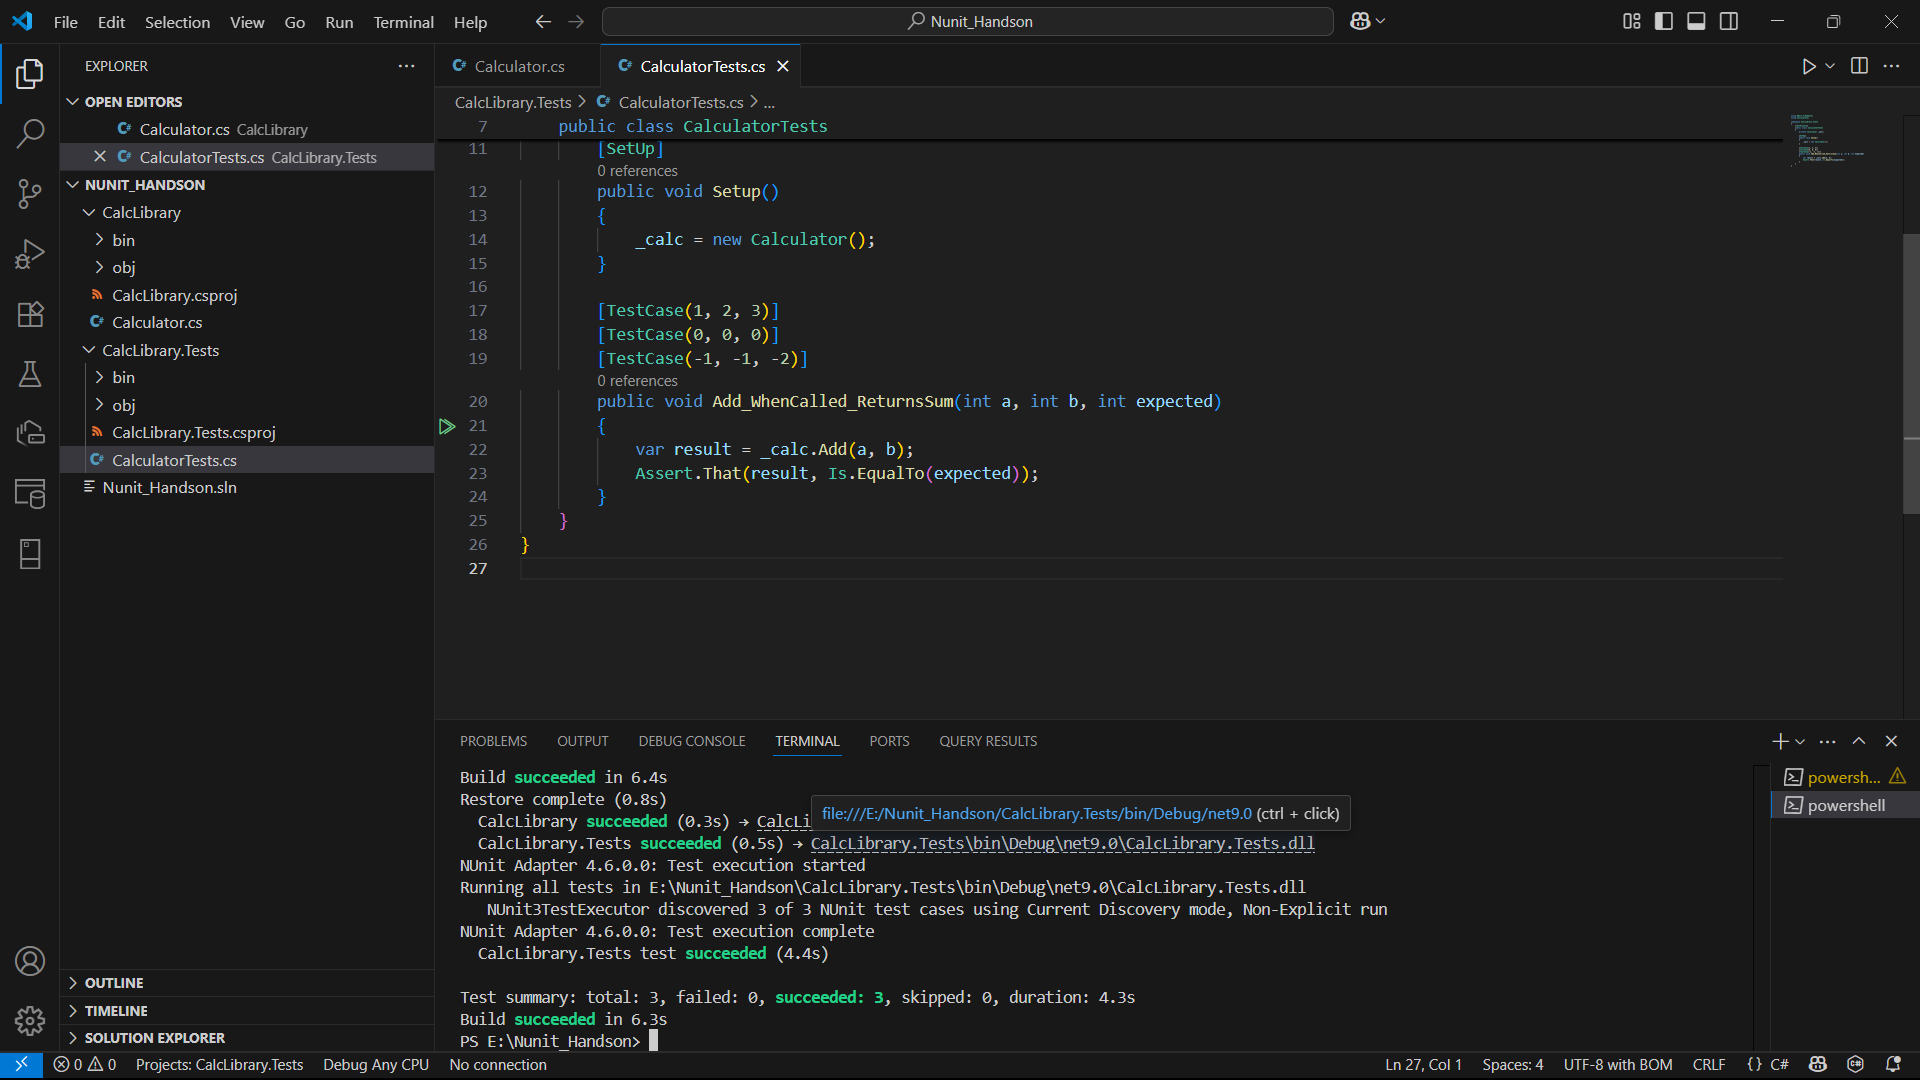 File Edit Selection View Go Run Terminal Help
Nunit_Handson
EXPLORER
OPEN EDITORS
Calculator.cs CalcLibrary
CalculatorTests.cs CalcLibrary.Tests
NUNIT_HANDSON
CalcLibrary
bin
obj
CalcLibrary.csproj
Calculator.cs
CalcLibrary.Tests
bin
obj
CalcLibrary.Tests.csproj
CalculatorTests.cs
Nunit_Handson.sln
OUTLINE
TIMELINE
SOLUTION EXPLORER
Calculator.cs
CalculatorTests.cs
CalcLibrary.Tests > CalculatorTests.cs > ...
7 public class CalculatorTests
11 [SetUp]
0 references
12 public void Setup()
13 {
14 _calc = new Calculator();
15 }
16
17 [TestCase(1, 2, 3)]
18 [TestCase(0, 0, 0)]
19 [TestCase(-1, -1, -2)]
0 references
20 public void Add_WhenCalled_ReturnsSum(int a, int b, int expected)
21 {
22 var result = _calc.Add(a, b);
23 Assert.That(result, Is.EqualTo(expected));
24 }
25 }
26 }
27
PROBLEMS OUTPUT DEBUG CONSOLE TERMINAL PORTS QUERY RESULTS
powersh...
powershell
Build succeeded in 6.4s
Restore complete (0.8s)
CalcLibrary succeeded (0.3s) → CalcLi
file:///E:/Nunit_Handson/CalcLibrary.Tests/bin/Debug/net9.0 (ctrl + click)
CalcLibrary.Tests succeeded (0.5s) → CalcLibrary.Tests\bin\Debug\net9.0\CalcLibrary.Tests.dll
NUnit Adapter 4.6.0.0: Test execution started
Running all tests in E:\Nunit_Handson\CalcLibrary.Tests\bin\Debug\net9.0\CalcLibrary.Tests.dll
NUnit3TestExecutor discovered 3 of 3 NUnit test cases using Current Discovery mode, Non-Explicit run
NUnit Adapter 4.6.0.0: Test execution complete
CalcLibrary.Tests test succeeded (4.4s)
Test summary: total: 3, failed: 0, succeeded: 3, skipped: 0, duration: 4.3s
Build succeeded in 6.3s
PS E:\Nunit_Handson>
0 0 Projects: CalcLibrary.Tests Debug Any CPU No connection Ln 27, Col 1 Spaces: 4 UTF-8 with BOM CRLF {} C#